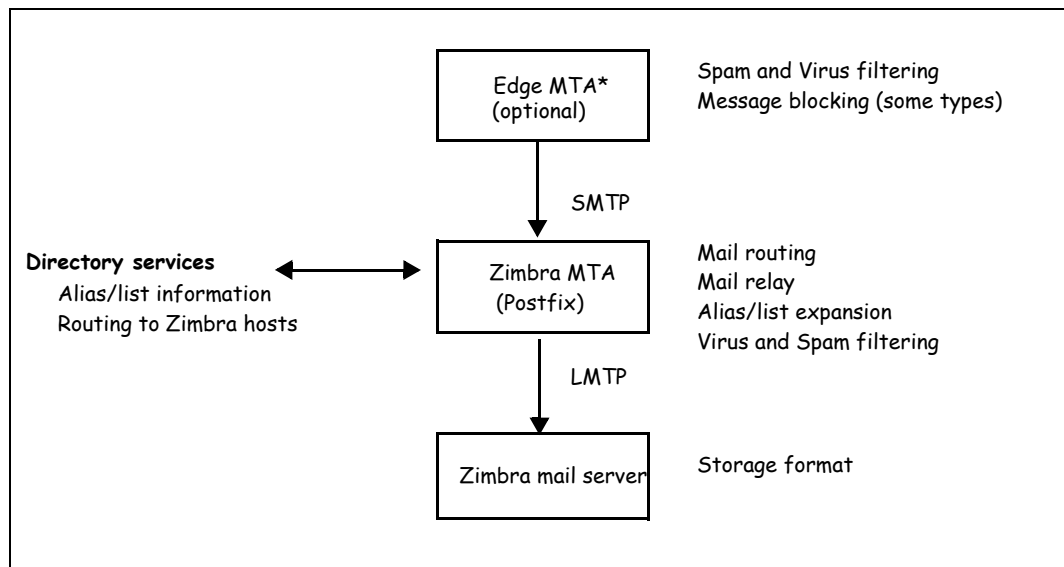 Edge MTA*
(optional)
Spam and Virus filtering
Message blocking (some types)
SMTP
Directory services
Alias/list information
Routing to Zimbra hosts
Zimbra MTA
(Postfix)
Mail routing
Mail relay
Alias/list expansion
Virus and Spam filtering
LMTP
Zimbra mail server
Storage format